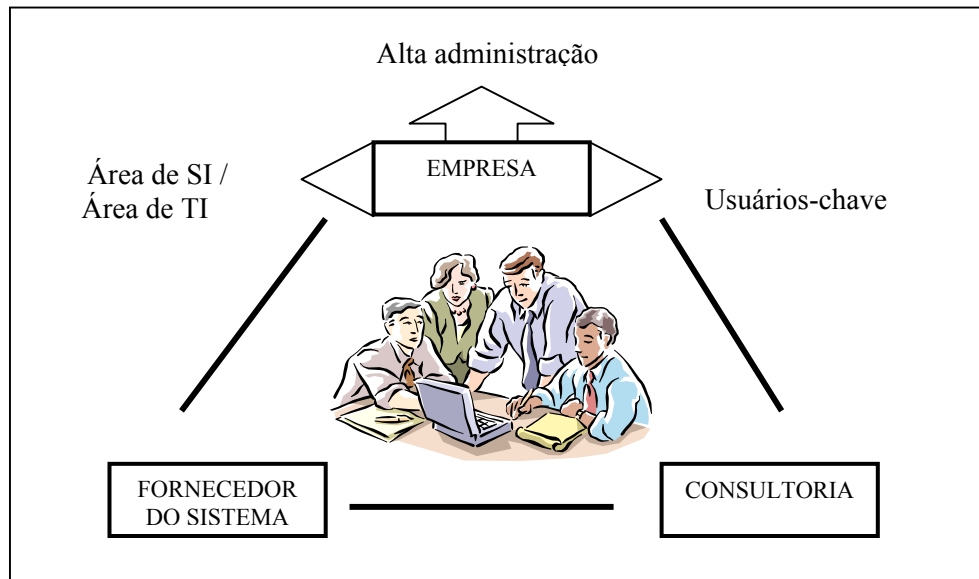 Alta administração
EMPRESA
Área de SI /
Área de TI
Usuários-chave
FORNECEDOR
DO SISTEMA
CONSULTORIA